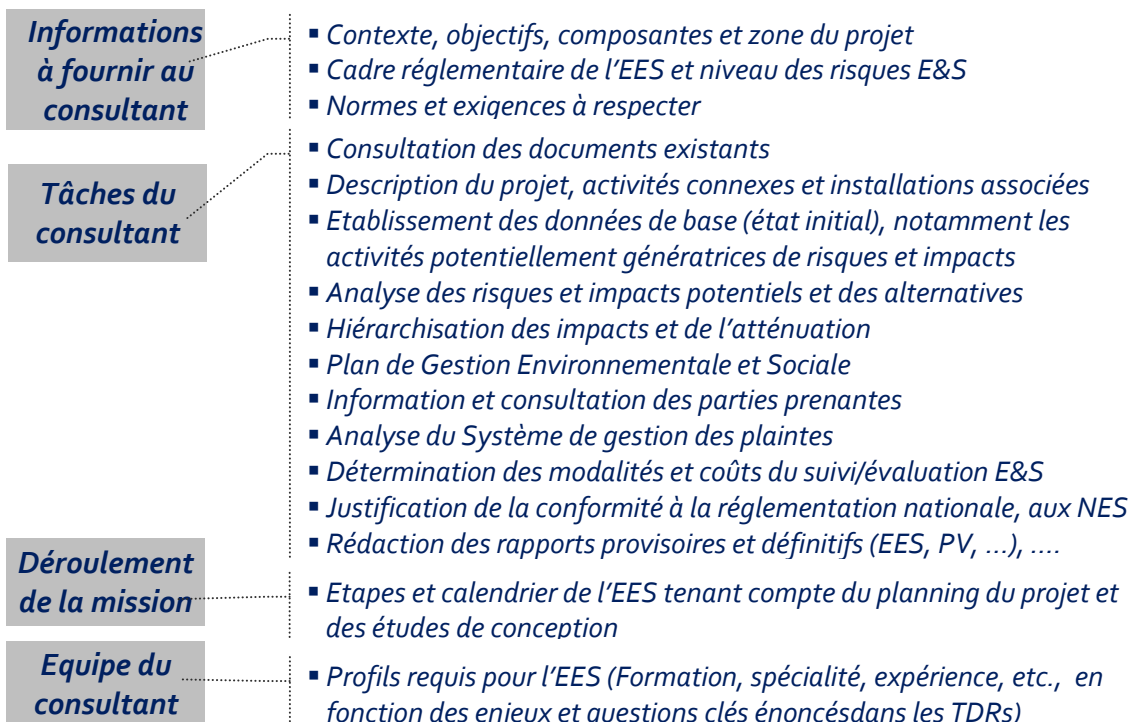 Informations
à fournir au
consultant
▪ Contexte, objectifs, composantes et zone du projet
▪ Cadre réglementaire de l’EES et niveau des risques E&S
▪ Normes et exigences à respecter
Tâches du
consultant
▪ Consultation des documents existants
▪ Description du projet, activités connexes et installations associées
▪ Etablissement des données de base (état initial), notamment les
activités potentiellement génératrices de risques et impacts
▪ Analyse des risques et impacts potentiels et des alternatives
▪ Hiérarchisation des impacts et de l’atténuation
▪ Plan de Gestion Environnementale et Sociale
▪ Information et consultation des parties prenantes
▪ Analyse du Système de gestion des plaintes
▪ Détermination des modalités et coûts du suivi/évaluation E&S
▪ Justification de la conformité à la réglementation nationale, aux NES
▪ Rédaction des rapports provisoires et définitifs (EES, PV, ...), ....
Déroulement
de la mission
▪ Etapes et calendrier de l’EES tenant compte du planning du projet et
des études de conception
Equipe du
consultant
▪ Profils requis pour l’EES (Formation, spécialité, expérience, etc., en
fonction des enjeux et questions clés énoncésdans les TDRs)